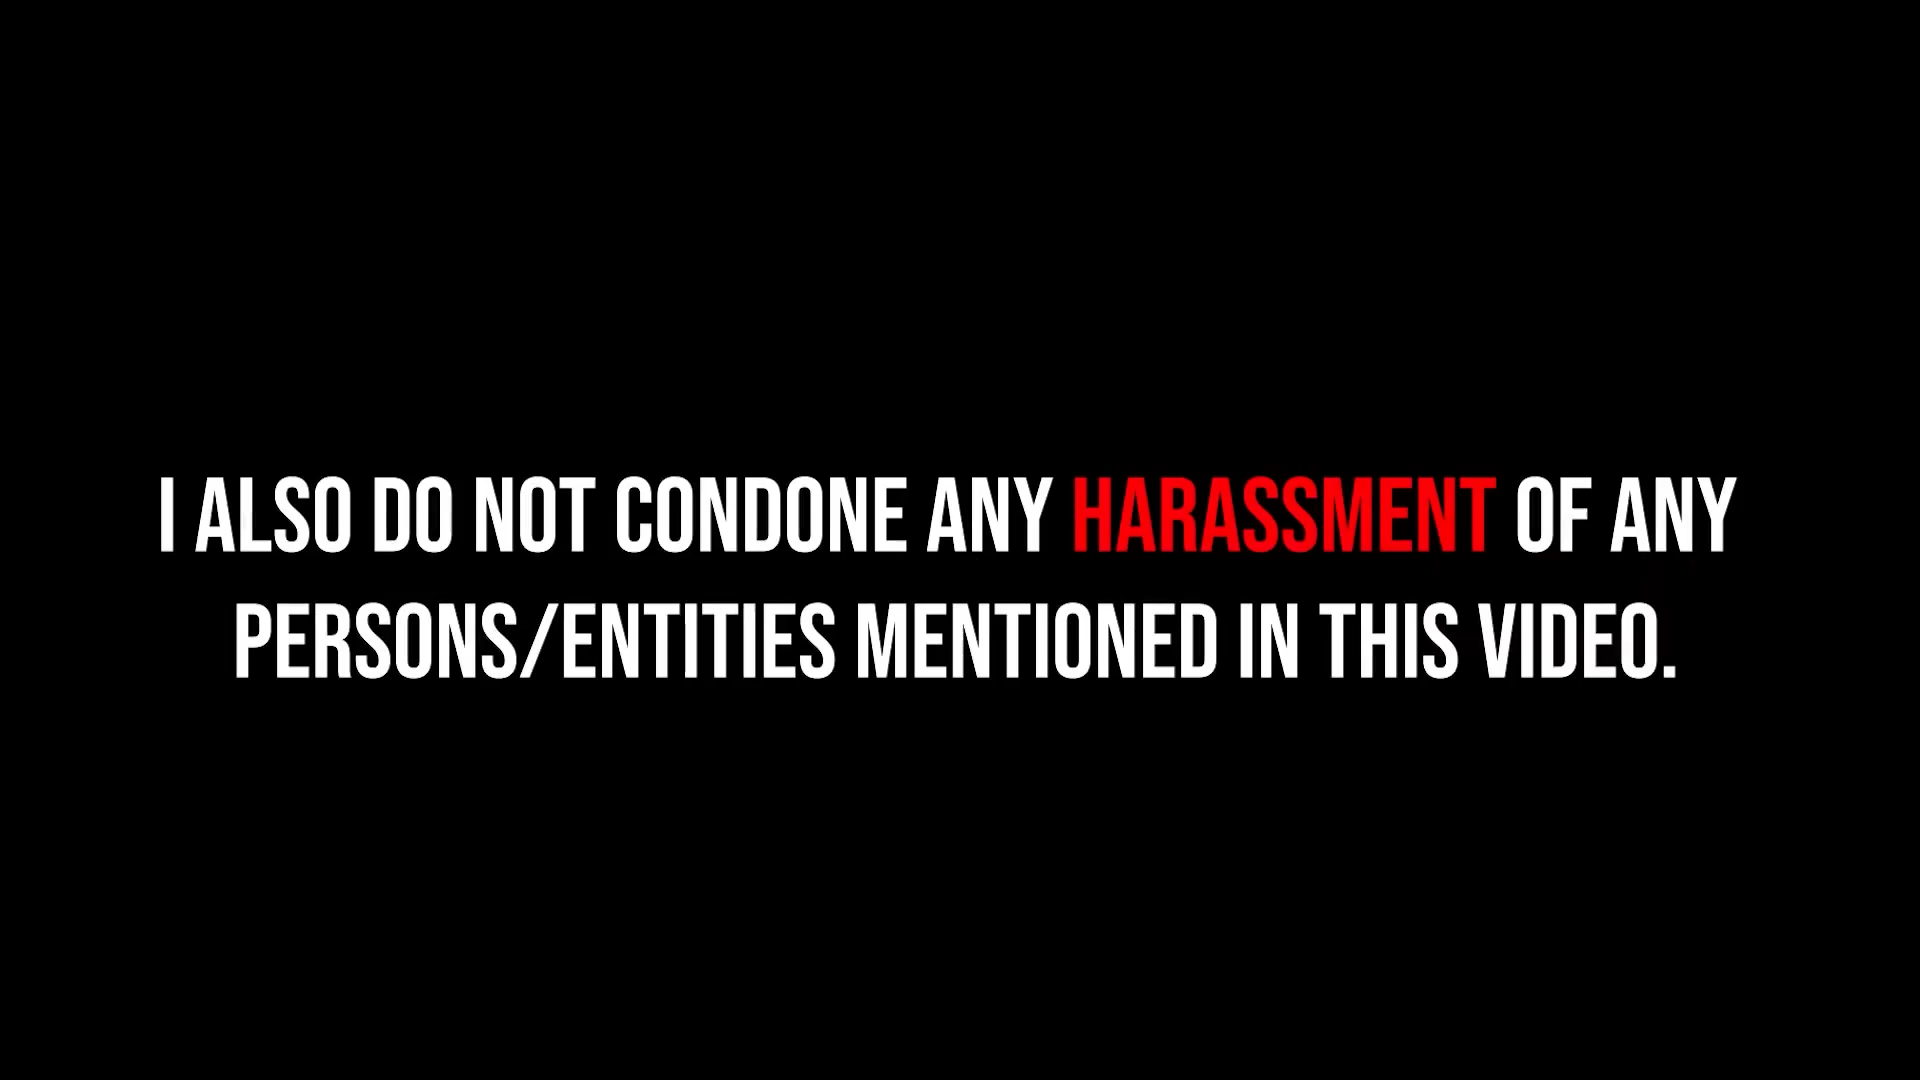 I ALSO DO NOT CONDONE ANY HARASSMENT OF ANY
PERSONS/ENTITIES MENTIONED IN THIS VIDEO.